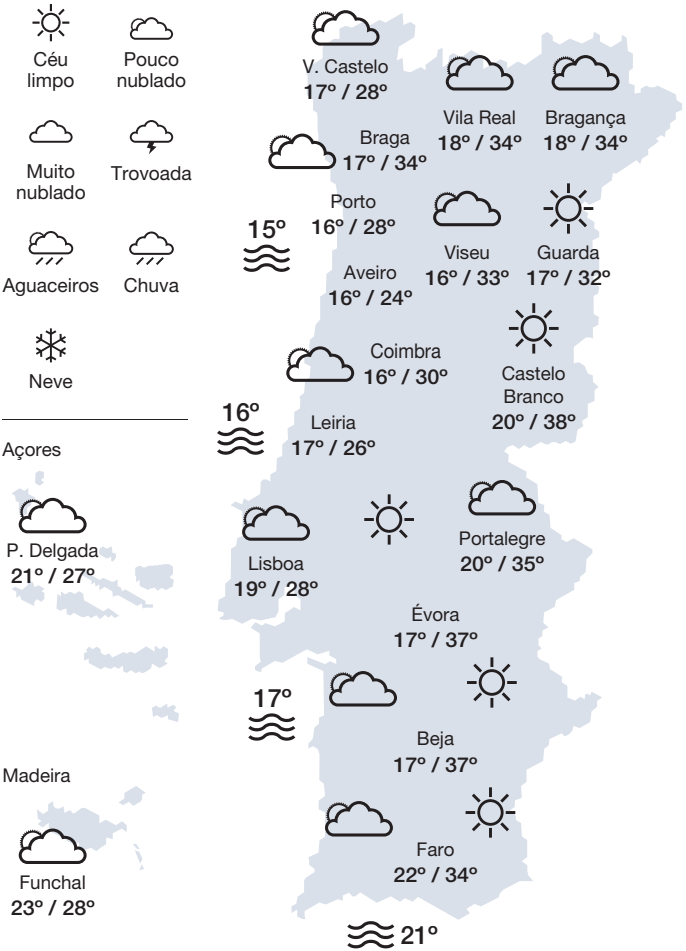 Céu
limpo
Pouco
nublado
Muito
nublado
Trovoada
Aguaceiros
Chuva
Neve
Açores
P. Delgada
21º / 27º
Madeira
Funchal
23º / 28º
V. Castelo
17º / 28º
Vila Real
18º / 34º
Bragança
18º / 34º
Braga
17º / 34º
Porto
16º / 28º
15º
Viseu
16º / 33º
Guarda
17º / 32º
Aveiro
16º / 24º
Coimbra
16º / 30º
Castelo
Branco
20º / 38º
16º
Leiria
17º / 26º
Lisboa
19º / 28º
Portalegre
20º / 35º
Évora
17º / 37º
17º
Beja
17º / 37º
Faro
22º / 34º
21º